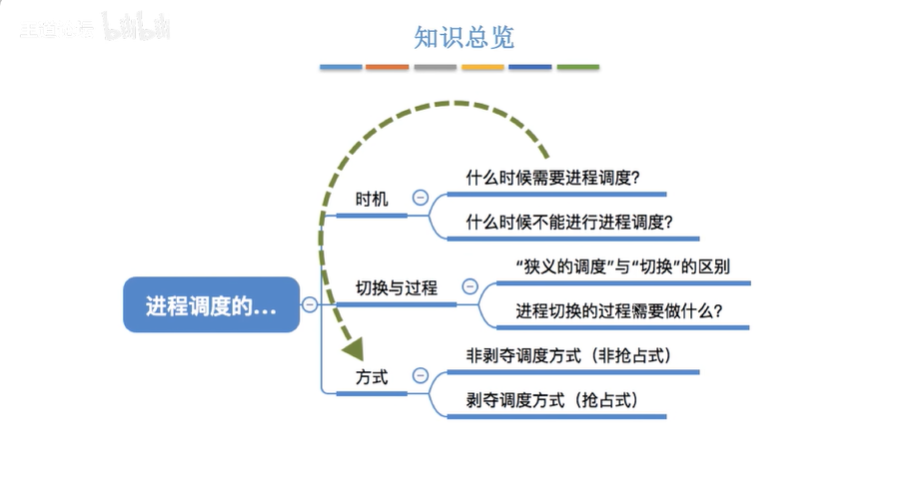 bilibili
知识总览
什么时候需要进程调度？
时机
什么时候不能进行进程调度？
“狭义的调度”与“切换”的区别
切换与过程
进程调度的...
进程切换的过程需要做什么？
非剥夺调度方式（非抢占式）
方式
剥夺调度方式（抢占式）